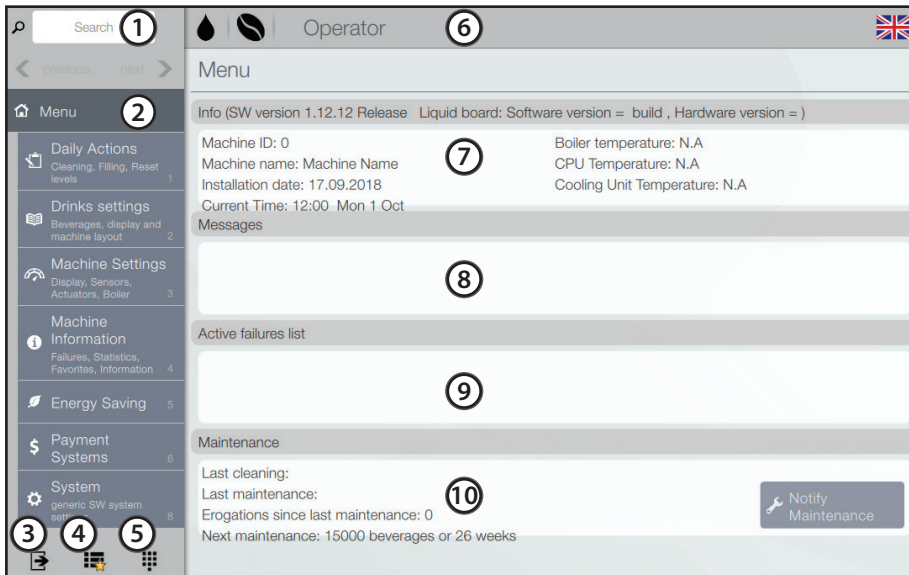 Search
1
Operator
6
previous
next
Menu
2
Daily Actions
Cleaning, Filling, Reset
levels
1
Drinks settings
Beverages, display and
machine layout
2
Machine Settings
Display, Sensors,
Actuators, Boiler
3
Machine
Information
Failures, Statistics,
Favorites, Information
4
Energy Saving
5
Payment
Systems
6
System
generic SW system
8
3
4
5
Menu
Info (SW version 1.12.12 Release Liquid board: Software version = build , Hardware version = )
Machine ID: 0
Machine name: Machine Name
Installation date: 17.09.2018
Current Time: 12:00 Mon 1 Oct
7
Boiler temperature: N.A
CPU Temperature: N.A
Cooling Unit Temperature: N.A
Messages
8
Active failures list
9
Maintenance
Last cleaning:
Last maintenance:
Erogations since last maintenance: 0
Next maintenance: 15000 beverages or 26 weeks
10
Notify
Maintenance